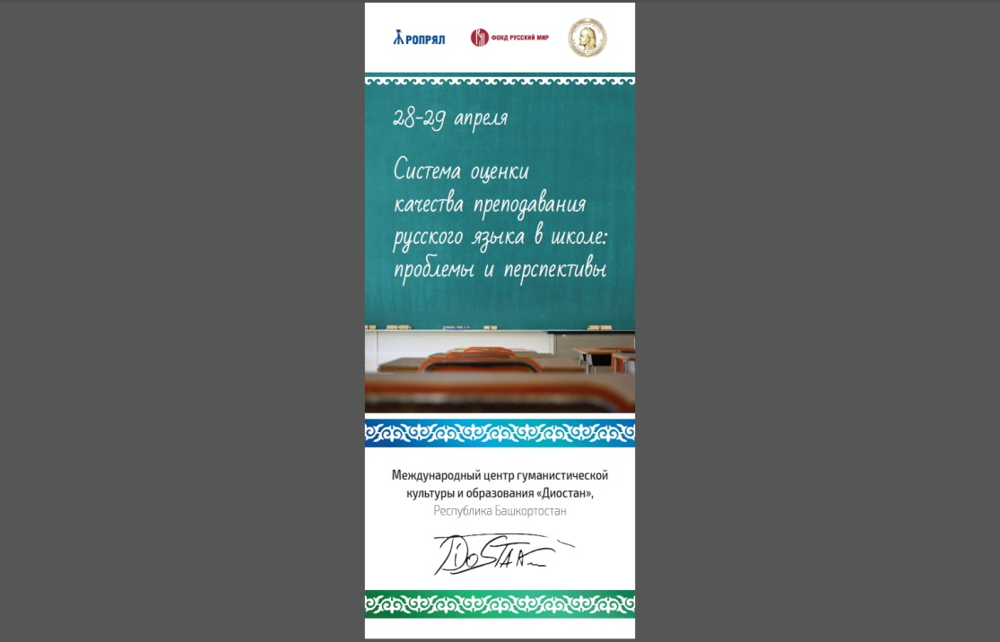 РОПРЯЛ
ФОНД РУССКИЙ МИР
28-29 апреля
Система оценки
качества преподавания
русского языка в школе:
проблемы и перспективы
Международный центр гуманистической
культуры и образования «Диостан»,
Республика Башкортостан
DioSTAN